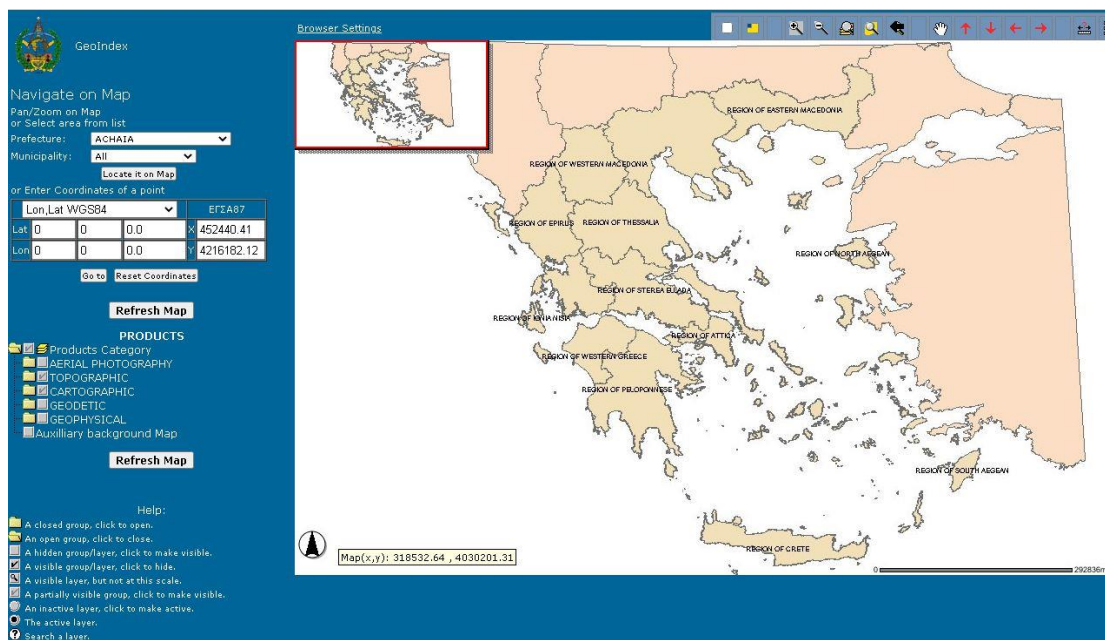 GeoIndex
Browser Settings
Navigate on Map
Pan/Zoom on Map
or Select area from list
Prefecture: ACHAIA
Municipality: All
Locate it on Map
or Enter Coordinates of a point
Lon,Lat WGS84 ΕΓΣΑ87
Lat 0 0 0.0 X 452440.41
Lon 0 0 0.0 Y 4216182.12
Go to Reset Coordinates
Refresh Map
PRODUCTS
Products Category
AERIAL PHOTOGRAPHY
TOPOGRAPHIC
CARTOGRAPHIC
GEODETIC
GEOPHYSICAL
Auxilliary background Map
Refresh Map
Help:
A closed group, click to open.
An open group, click to close.
A hidden group/layer, click to make visible.
A visible group/layer, click to hide.
A visible layer, but not at this scale.
A partially visible group, click to make visible.
An inactive layer, click to make active.
The active layer.
Search a layer.
REGION OF EASTERN MACEDONIA
REGION OF WESTERN MACEDONIA
REGION OF EPIRUS
REGION OF THESSALIA
REGION OF NORTH AEGEAN
REGION OF STEREA ELLADA
REGION OF IONIA NISIA
REGION OF ATTICA
REGION OF WESTERN GREECE
REGION OF PELOPONNESE
REGION OF SOUTH AEGEAN
REGION OF CRETE
Map(x,y): 318532.64 , 4030201.31
0 292836m